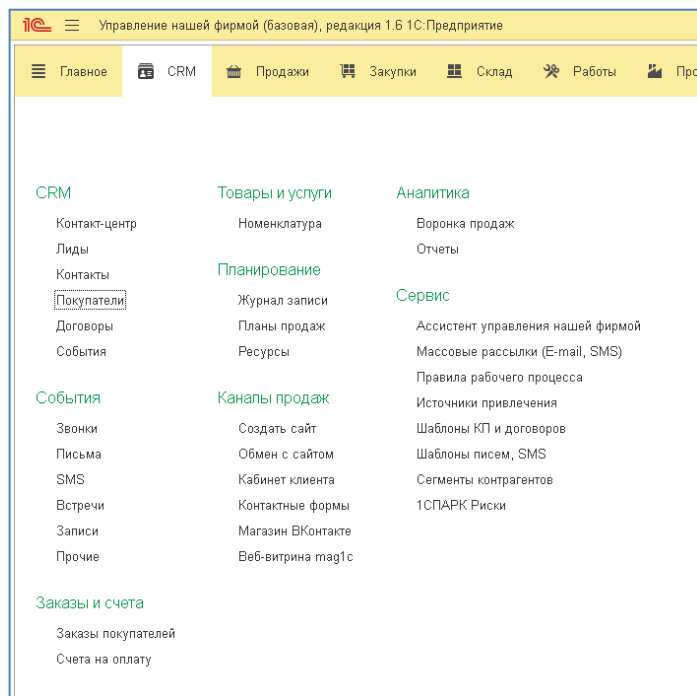 1С Управление нашей фирмой (базовая), редакция 1.6 1С:Предприятие
Главное CRM Продажи Закупки Склад Работы Про
CRM
Контакт-центр
Лиды
Контакты
Покупатели
Договоры
События
События
Звонки
Письма
SMS
Встречи
Записи
Прочие
Заказы и счета
Заказы покупателей
Счета на оплату
Товары и услуги
Номенклатура
Планирование
Журнал записи
Планы продаж
Ресурсы
Каналы продаж
Создать сайт
Обмен с сайтом
Кабинет клиента
Контактные формы
Магазин ВКонтакте
Веб-витрина mag1c
Аналитика
Воронка продаж
Отчеты
Сервис
Ассистент управления нашей фирмой
Массовые рассылки (E-mail, SMS)
Правила рабочего процесса
Источники привлечения
Шаблоны КП и договоров
Шаблоны писем, SMS
Сегменты контрагентов
1СПАРК Риски